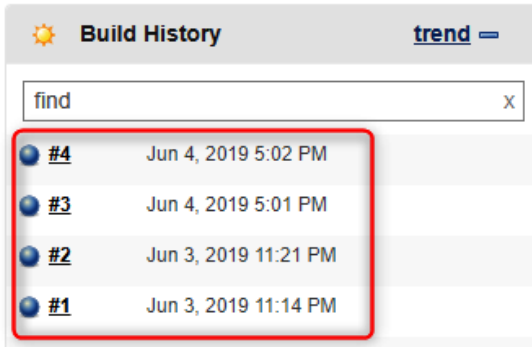 Build History trend
find x
#4 Jun 4, 2019 5:02 PM
#3 Jun 4, 2019 5:01 PM
#2 Jun 3, 2019 11:21 PM
#1 Jun 3, 2019 11:14 PM